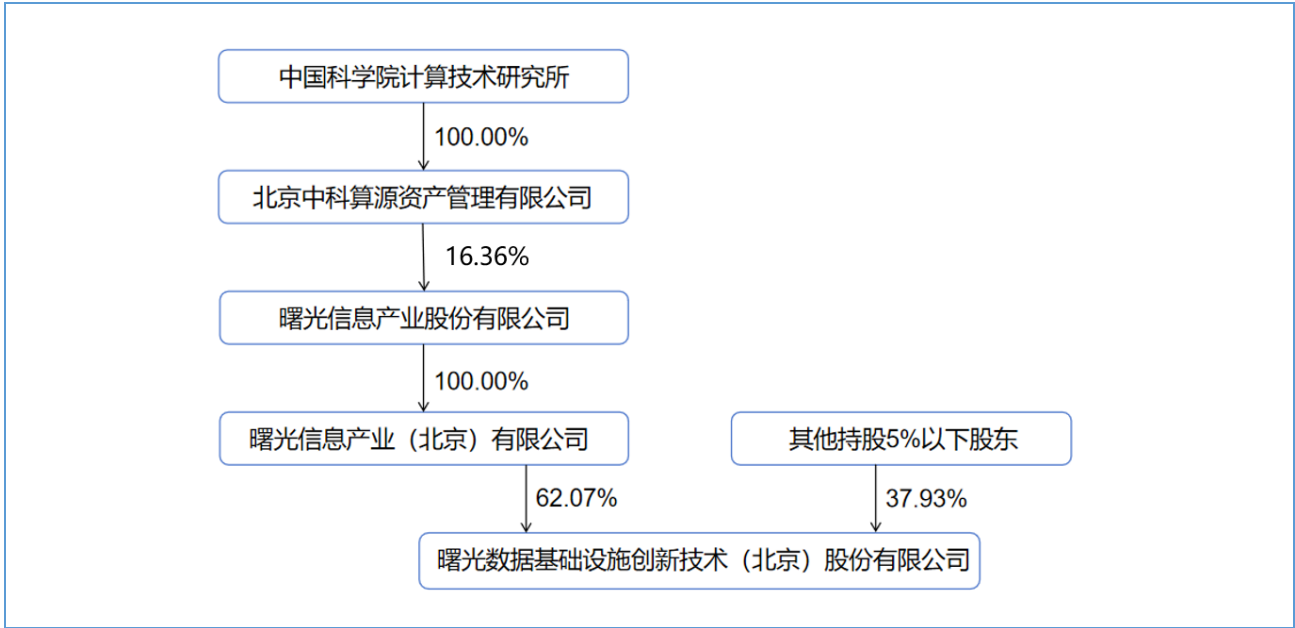 中国科学院计算技术研究所
100.00%
北京中科算源资产管理有限公司
16.36%
曙光信息产业股份有限公司
100.00%
曙光信息产业（北京）有限公司
其他持股5%以下股东
62.07%
37.93%
曙光数据基础设施创新技术（北京）股份有限公司